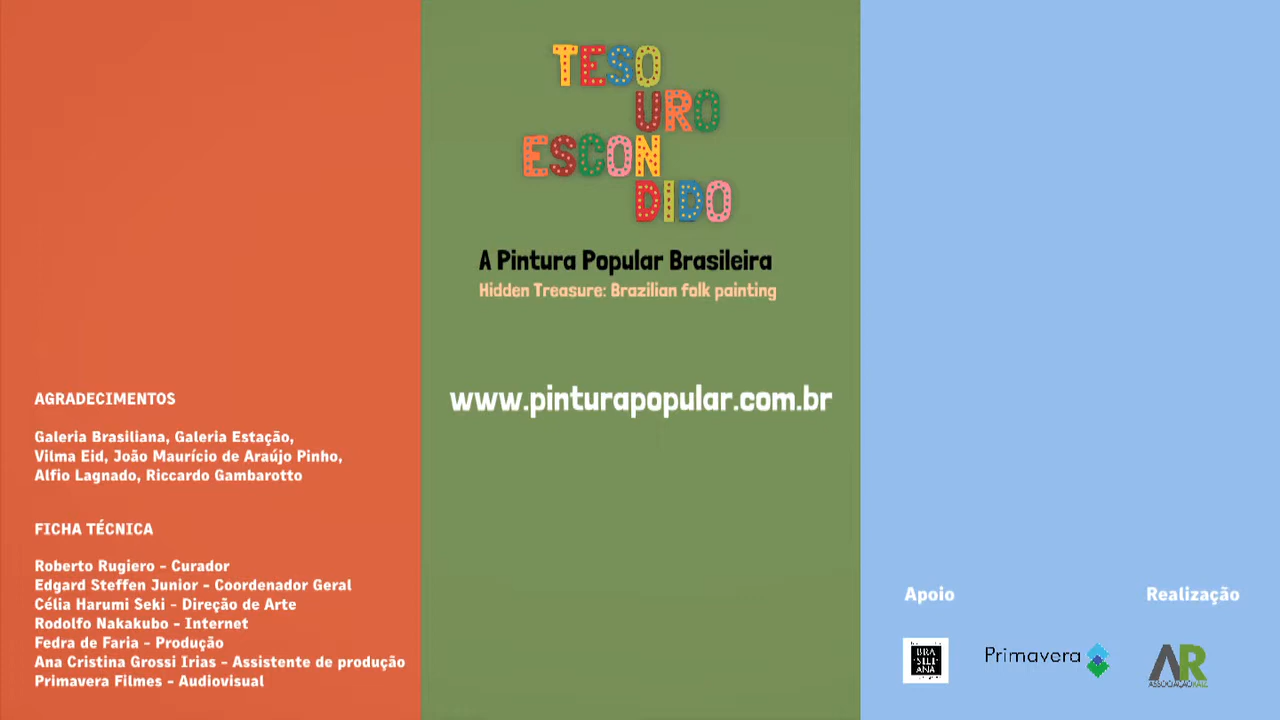 TESO
URO
ESCON
DIDO
A Pintura Popular Brasileira
Hidden Treasure: Brazilian folk painting
www.pinturapopular.com.br
AGRADECIMENTOS
Galeria Brasiliana, Galeria Estação,
Vilma Eid, João Maurício de Araújo Pinho,
Alfio Lagnado, Riccardo Gambarotto
FICHA TÉCNICA
Roberto Rugiero - Curador
Edgard Steffen Junior - Coordenador Geral
Célia Harumi Seki - Direção de Arte
Rodolfo Nakakubo - Internet
Fedra de Faria - Produção
Ana Cristina Grossi Irias - Assistente de produção
Primavera Filmes - Audiovisual
Apoio
Realização
BRA
SILI
ANA
Primavera
AR